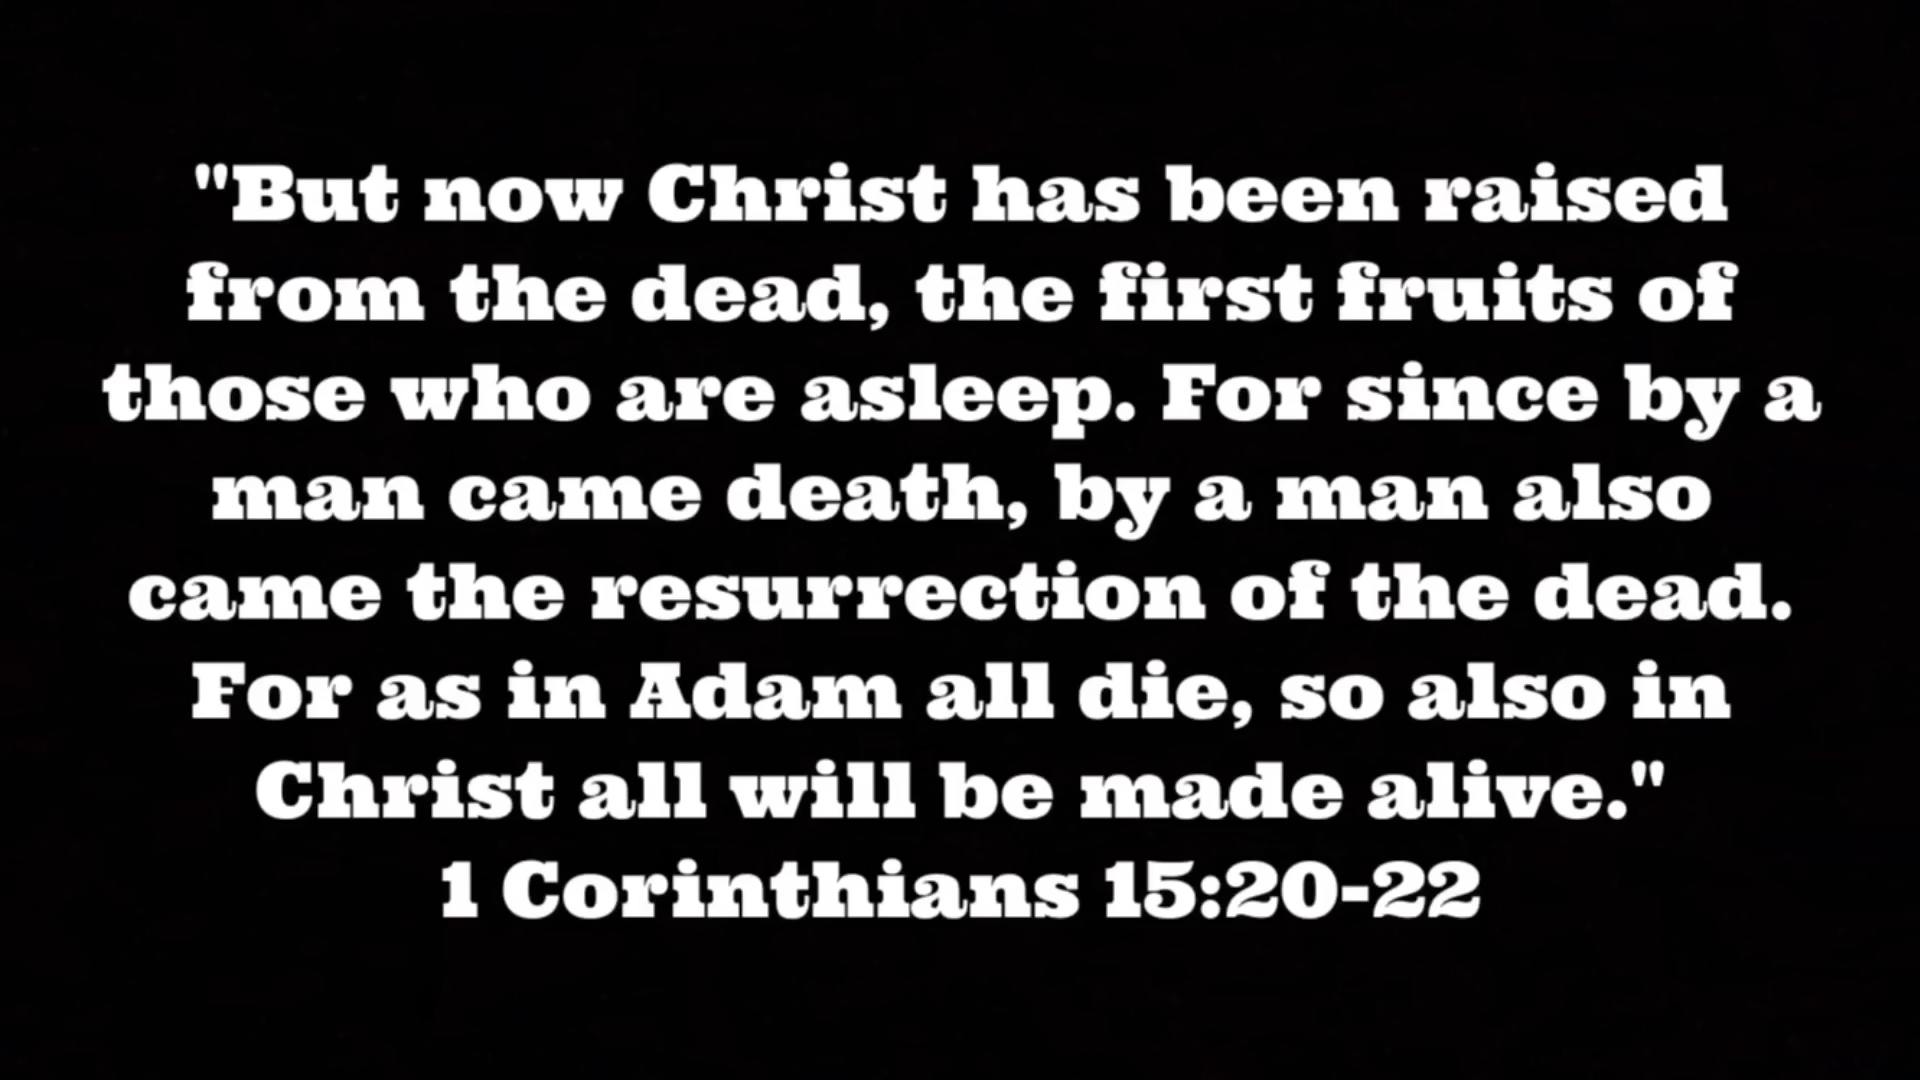 "But now Christ has been raised
from the dead, the first fruits of
those who are asleep. For since by a
man came death, by a man also
came the resurrection of the dead.
For as in Adam all die, so also in
Christ all will be made alive."
1 Corinthians 15:20-22